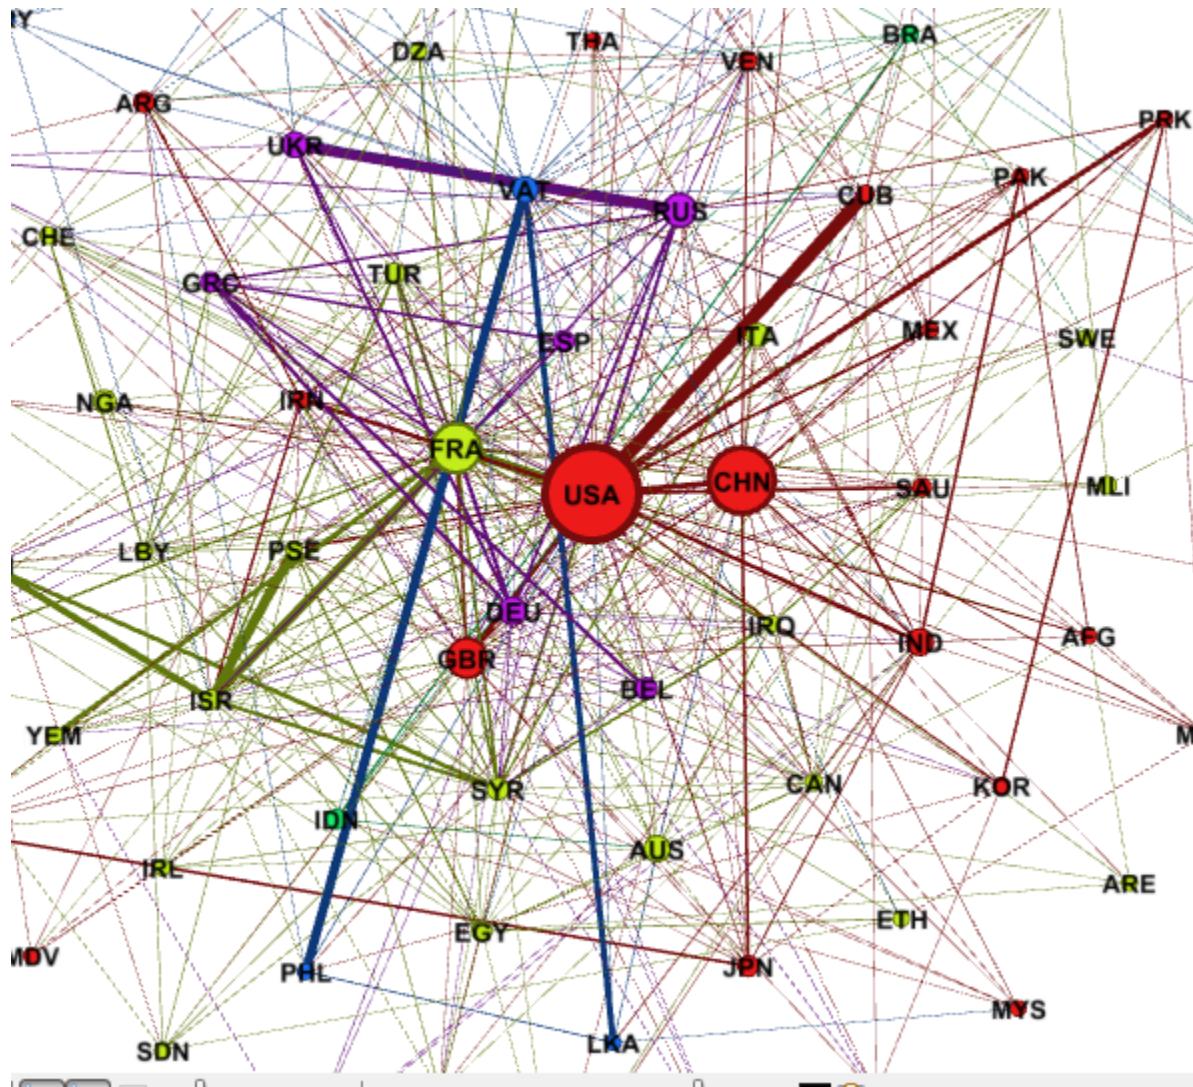 THA
BRA
DZA
VEN
ARG
PRK
UKR
PAK
VAT
CUB
RUS
CHE
TUR
GRC
MEX
ITA
SWE
ESP
NGA
IRN
FRA
CHN
USA
SAU
MLI
LBY
PSE
DEU
IRQ
AFG
IND
GBR
BEL
ISR
YEM
CAN
KOR
SYR
IDN
AUS
IRL
ARE
ETH
EGY
MDV
JPN
PHL
MYS
LKA
SDN